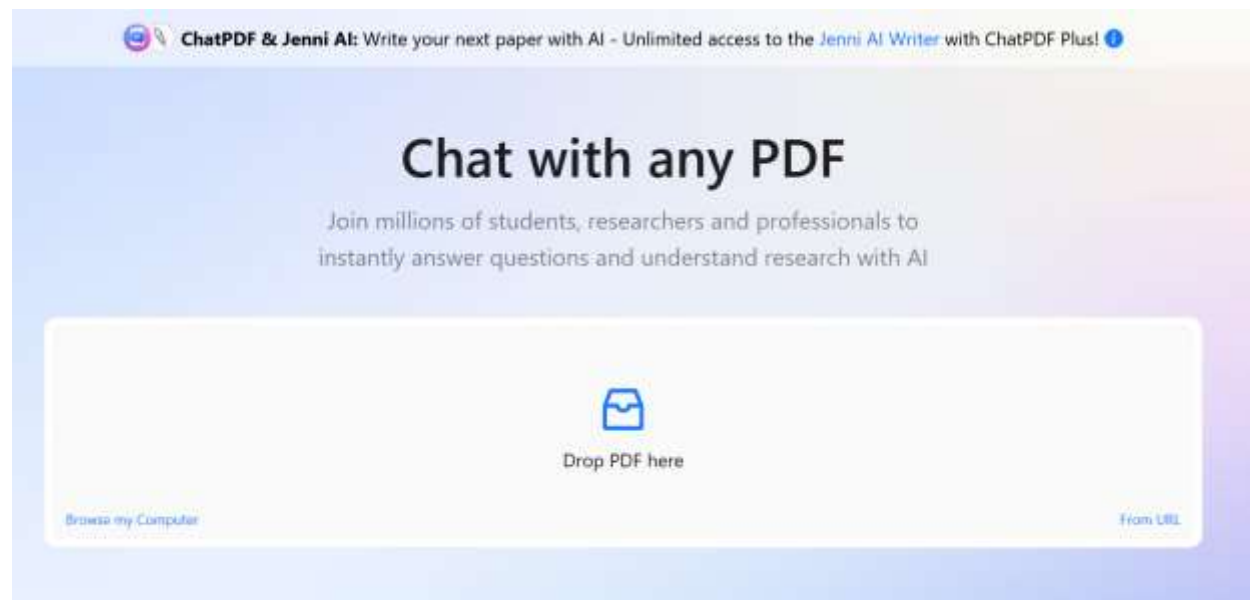 ChatPDF & Jenni AI: Write your next paper with AI - Unlimited access to the Jenni AI Writer with ChatPDF Plus!
Chat with any PDF
Join millions of students, researchers and professionals to
instantly answer questions and understand research with AI
Drop PDF here
Browse my Computer
From URL